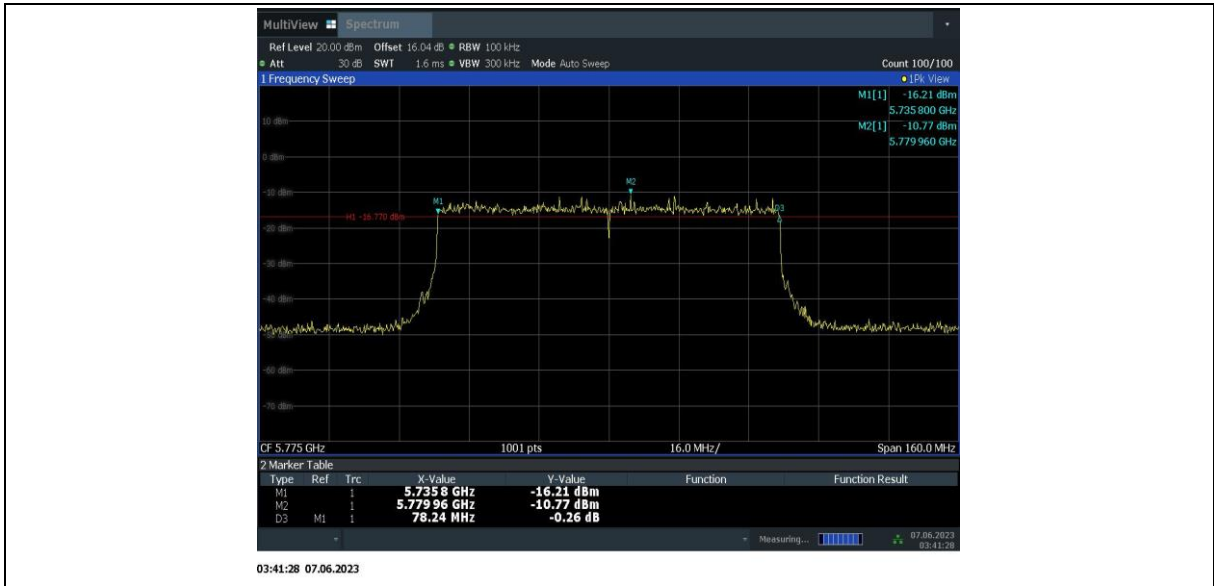 MultiView Spectrum
Ref Level 20.00 dBm Offset 16.04 dB RBW 100 kHz
Att 30 dB SWT 1.6 ms VBW 300 kHz Mode Auto Sweep Count 100/100
1 Frequency Sweep 1Pk View
M1[1] -16.21 dBm
5.735 800 GHz
10 dBm
M2[1] -10.77 dBm
5.779 960 GHz
0 dBm
M2
-10 dBm
M1
D3
H1 -16.770 dBm
-20 dBm
-30 dBm
-40 dBm
-50 dBm
-60 dBm
-70 dBm
CF 5.775 GHz 1001 pts 16.0 MHz/ Span 160.0 MHz
2 Marker Table
Type Ref Trc X-Value Y-Value Function Function Result
M1 1 5.735 8 GHz -16.21 dBm
M2 1 5.779 96 GHz -10.77 dBm
D3 M1 1 78.24 MHz -0.26 dB
Measuring... 07.06.2023
03:41:28
03:41:28 07.06.2023